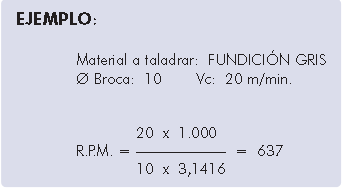 EJEMPLO:
Material a taladrar: FUNDICIÓN GRIS
Ø Broca: 10 Vc: 20 m/min.
20 x 1.000
R.P.M. = = 637
10 x 3,1416